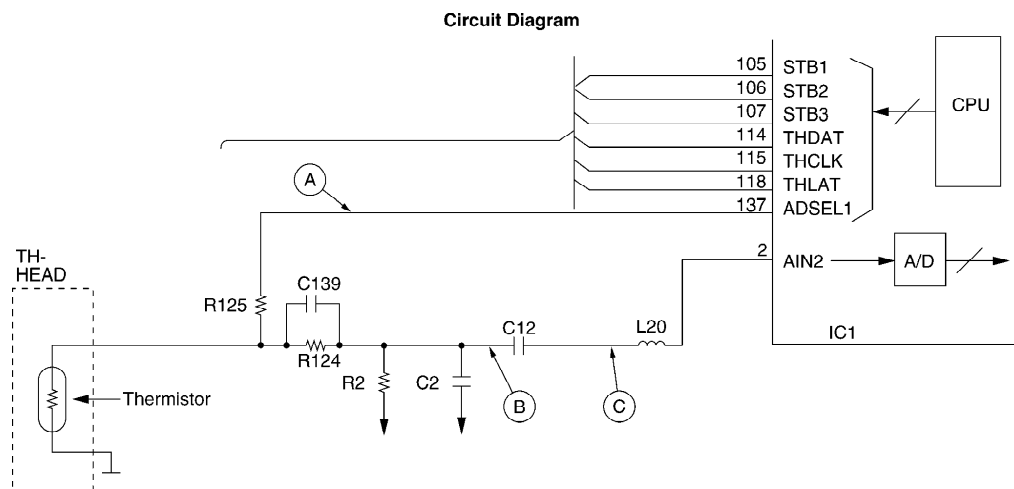 Circuit Diagram
105 STB1
106 STB2
107 STB3
114 THDAT
115 THCLK
118 THLAT
137 ADSEL1
CPU
A
2 AIN2
A/D
TH-
HEAD
C139
R125
R124
C12
L20
IC1
R2
C2
B
C
Thermistor